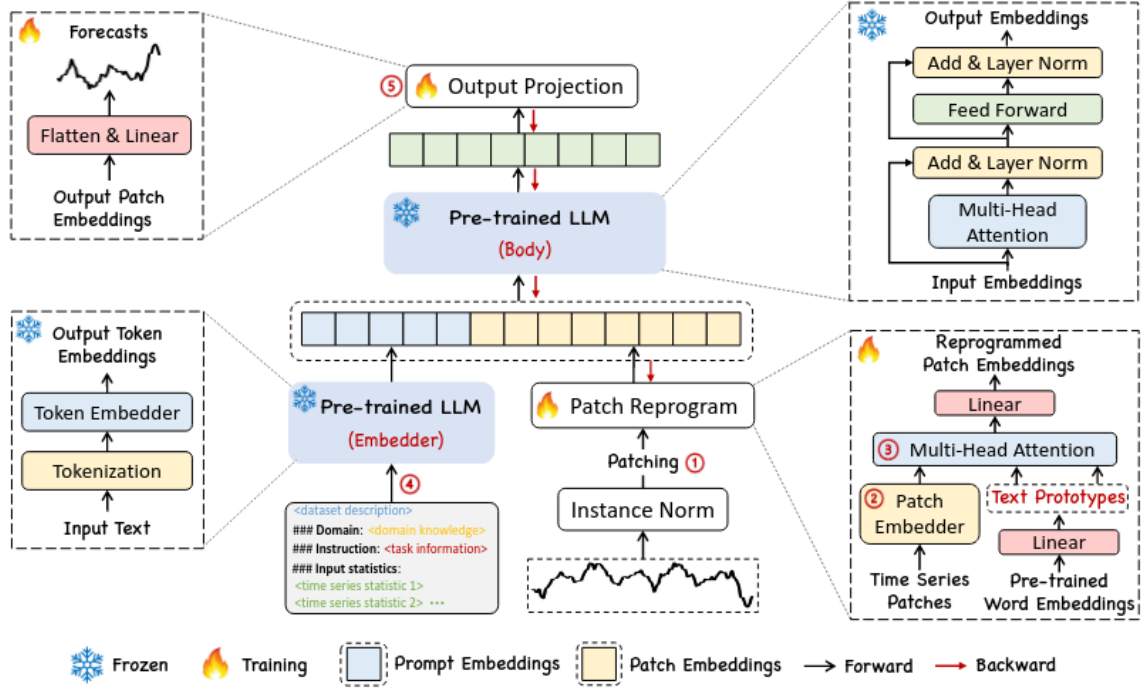 Forecasts
Flatten & Linear
Output Patch
Embeddings
⑤ Output Projection
Pre-trained LLM
(Body)
Output Embeddings
Add & Layer Norm
Feed Forward
Add & Layer Norm
Multi-Head
Attention
Input Embeddings
Output Token
Embeddings
Token Embedder
Tokenization
Input Text
Pre-trained LLM
(Embedder)
④
<dataset description>
### Domain: <domain knowledge>
### Instruction: <task information>
### Input statistics:
<time series statistic 1>
<time series statistic 2> ···
Patch Reprogram
Patching ①
Instance Norm
Reprogrammed
Patch Embeddings
Linear
③ Multi-Head Attention
② Patch
Embedder
Text Prototypes
Linear
Time Series
Patches
Pre-trained
Word Embeddings
Frozen
Training
Prompt Embeddings
Patch Embeddings
Forward
Backward